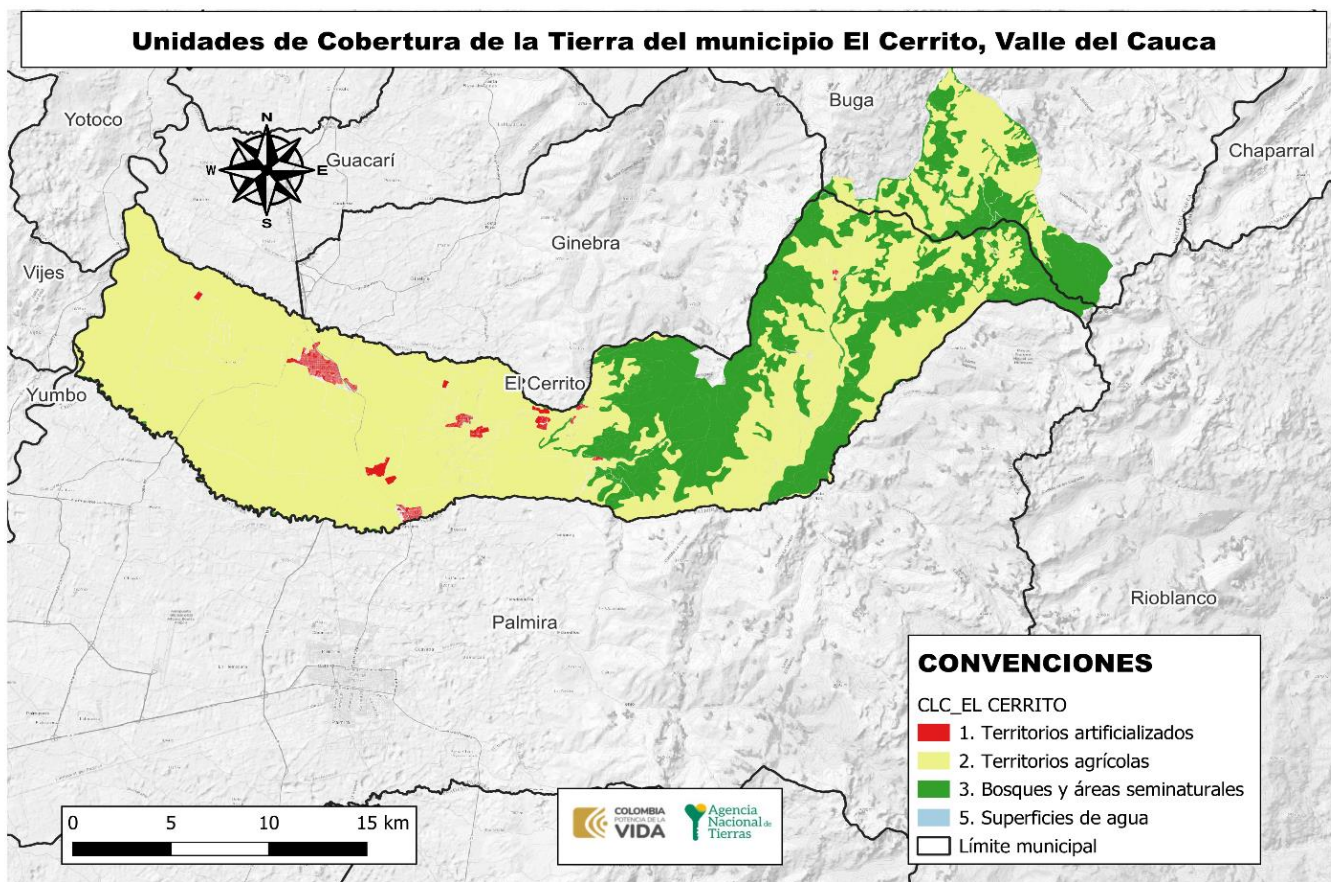 Unidades de Cobertura de la Tierra del municipio El Cerrito, Valle del Cauca
Buga
Yotoco
N
Guacarí
Chaparral
W
E
S
Ginebra
Vijes
El Cerrito
Yumbo
Rioblanco
Palmira
CONVENCIONES
CLC_EL CERRITO
1. Territorios artificializados
2. Territorios agrícolas
3. Bosques y áreas seminaturales
5. Superficies de agua
Límite municipal
0 5 10 15 km
COLOMBIA
POTENCIA DE LA
VIDA
Agencia
Nacional de
Tierras